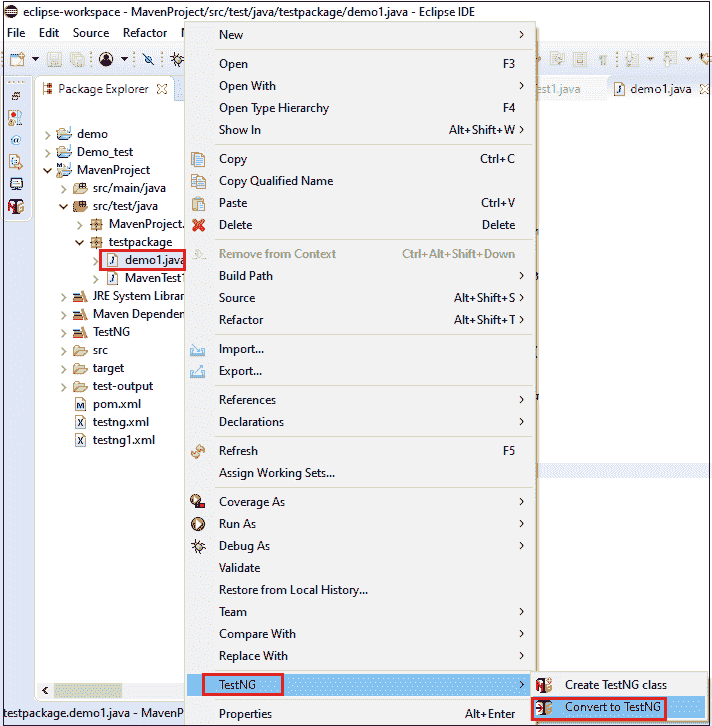 eclipse-workspace - MavenProject/src/test/java/testpackage/demo1.java - Eclipse IDE
File Edit Source Refactor
Package Explorer
demo
Demo_test
MavenProject
src/main/java
src/test/java
MavenProject.
testpackage
demo1.java
MavenTest1
JRE System Librar
Maven Dependen
TestNG
src
target
test-output
pom.xml
testng.xml
testng1.xml
New
Open F3
Open With
Open Type Hierarchy F4
Show In Alt+Shift+W
Copy Ctrl+C
Copy Qualified Name
Paste Ctrl+V
Delete Delete
Remove from Context Ctrl+Alt+Shift+Down
Build Path
Source Alt+Shift+S
Refactor Alt+Shift+T
Import...
Export...
References
Declarations
Refresh F5
Assign Working Sets...
Coverage As
Run As
Debug As
Validate
Restore from Local History...
Team
Compare With
Replace With
TestNG
Properties Alt+Enter
Create TestNG class
Convert to TestNG
est1.java
demo1.java
testpackage.demo1.java - MavenP